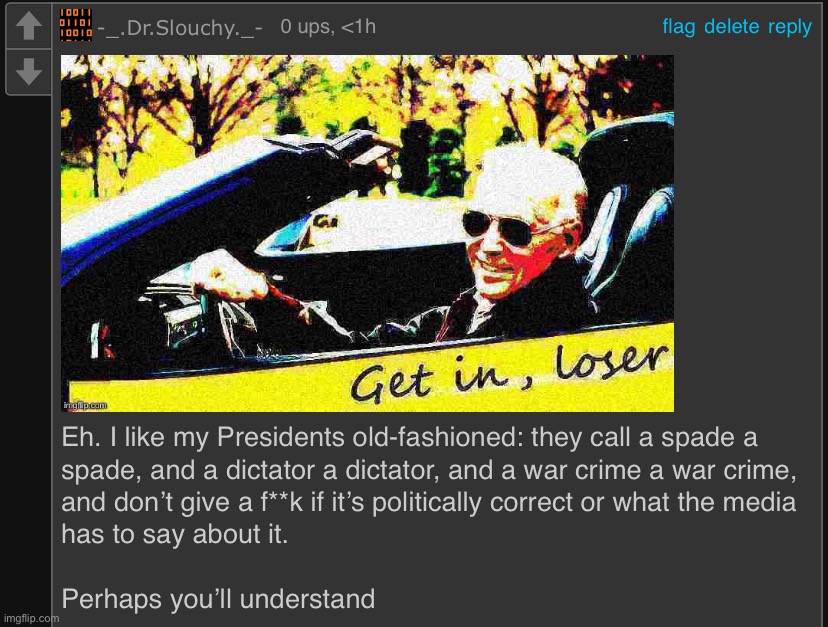 -_.Dr.Slouchy._- 0 ups, <1h flag delete reply
Get in, loser
imgflip.com
Eh. I like my Presidents old-fashioned: they call a spade a
spade, and a dictator a dictator, and a war crime a war crime,
and don’t give a f**k if it’s politically correct or what the media
has to say about it.
Perhaps you’ll understand
imgflip.com